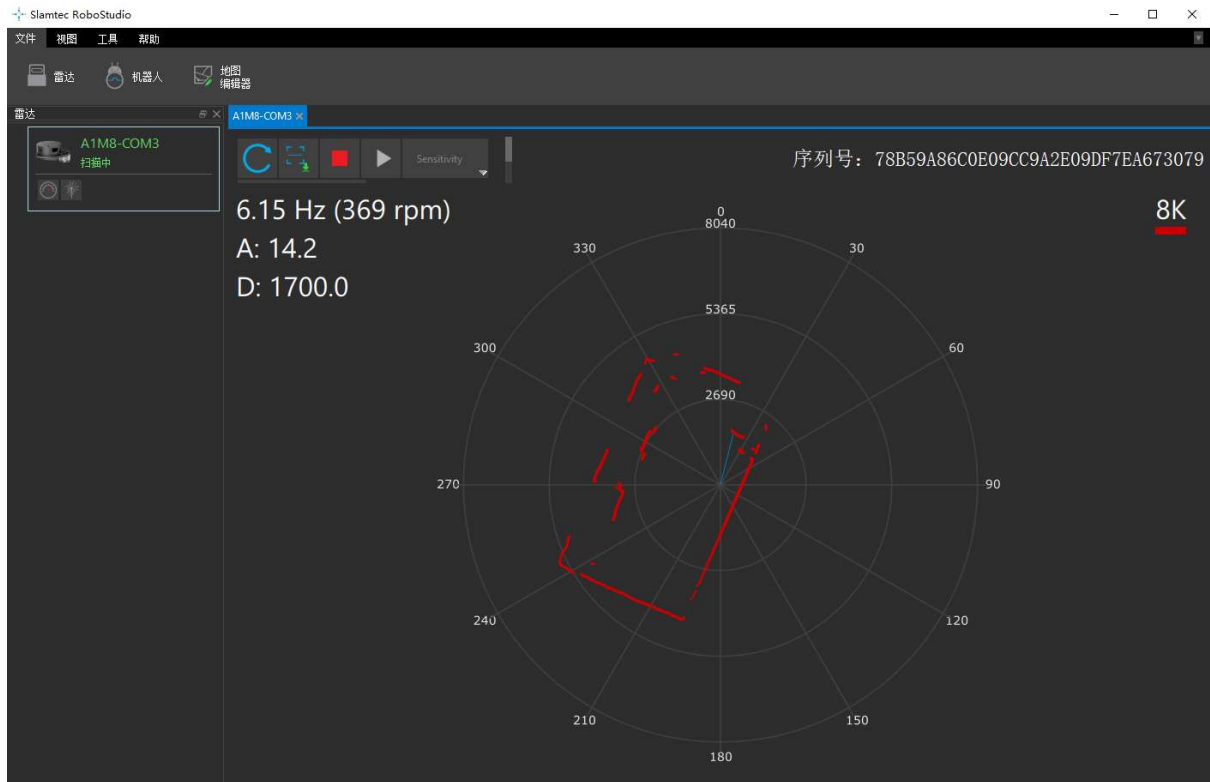 Slamtec RoboStudio
文件 视图 工具 帮助
雷达 机器人 地图
编辑器
雷达
A1M8-COM3
A1M8-COM3
扫描中
Sensitivity
序列号: 78B59A86C0E09CC9A2E09DF7EA673079
6.15 Hz (369 rpm)
8K
A: 14.2
D: 1700.0
0
8040
330
30
5365
300
60
2690
270
90
240
120
210
150
180